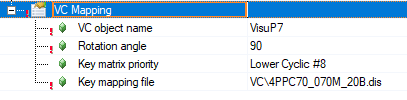 VC Mapping
VC object name VisuP7
Rotation angle 90
Key matrix priority Lower Cyclic #8
Key mapping file VC\4PPC70_070M_20B.dis